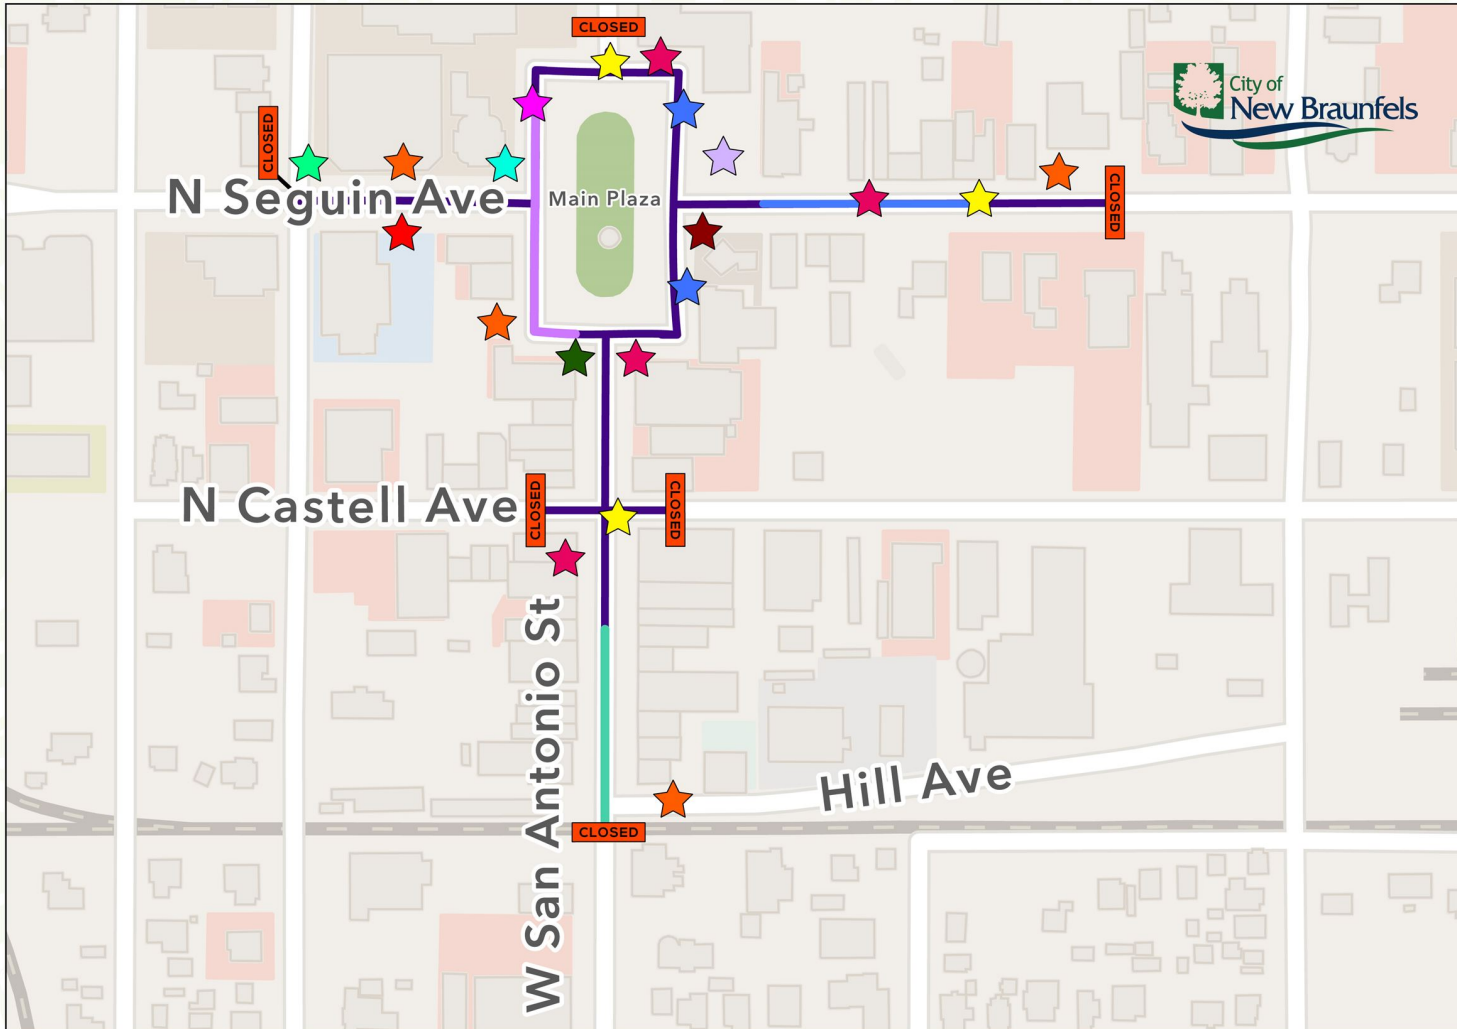 CLOSED
City of
New Braunfels
CLOSED
CLOSED
N Seguin Ave
Main Plaza
CLOSED
CLOSED
N Castell Ave
W San Antonio St
Hill Ave
CLOSED